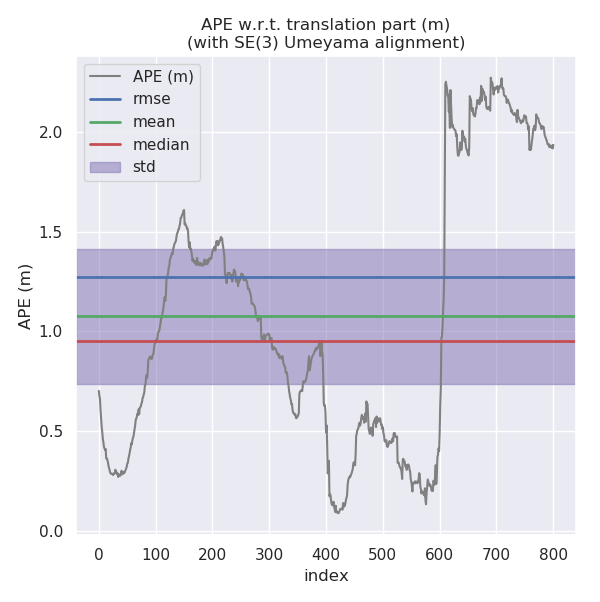 APE w.r.t. translation part (m)
(with SE(3) Umeyama alignment)
APE (m)
rmse
mean
median
std
APE (m)
2.0
1.5
1.0
0.5
0.0
0 100 200 300 400 500 600 700 800
index